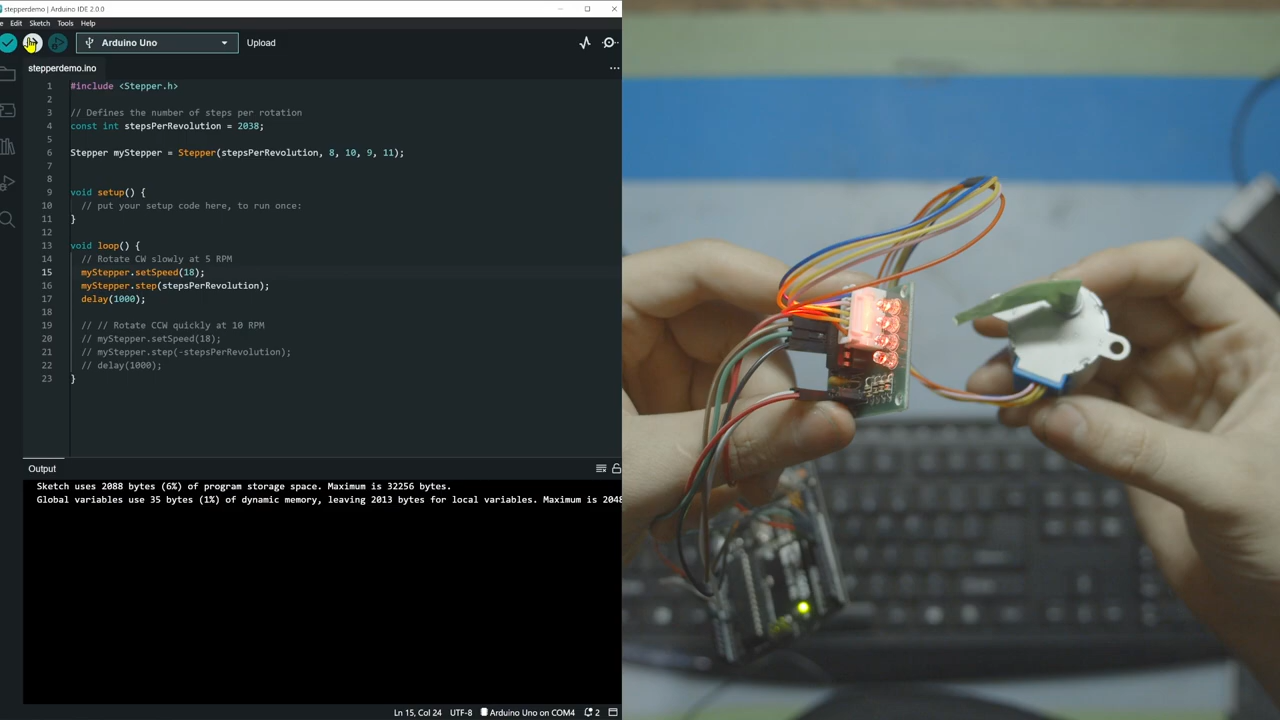 stepperdemo | Arduino IDE 2.0.0
Edit Sketch Tools Help
Arduino Uno
Upload
stepperdemo.ino
1 #include <Stepper.h>
2
3 // Defines the number of steps per rotation
4 const int stepsPerRevolution = 2038;
5
6 Stepper myStepper = Stepper(stepsPerRevolution, 8, 10, 9, 11);
7
8
9 void setup() {
10 // put your setup code here, to run once:
11 }
12
13 void loop() {
14 // Rotate CW slowly at 5 RPM
15 myStepper.setSpeed(18);
16 myStepper.step(stepsPerRevolution);
17 delay(1000);
18
19 // // Rotate CCW quickly at 10 RPM
20 // myStepper.setSpeed(18);
21 // myStepper.step(-stepsPerRevolution);
22 // delay(1000);
23 }
Output
Sketch uses 2088 bytes (6%) of program storage space. Maximum is 32256 bytes.
Global variables use 35 bytes (1%) of dynamic memory, leaving 2013 bytes for local variables. Maximum is 2048
Ln 15, Col 24 UTF-8 Arduino Uno on COM4 2